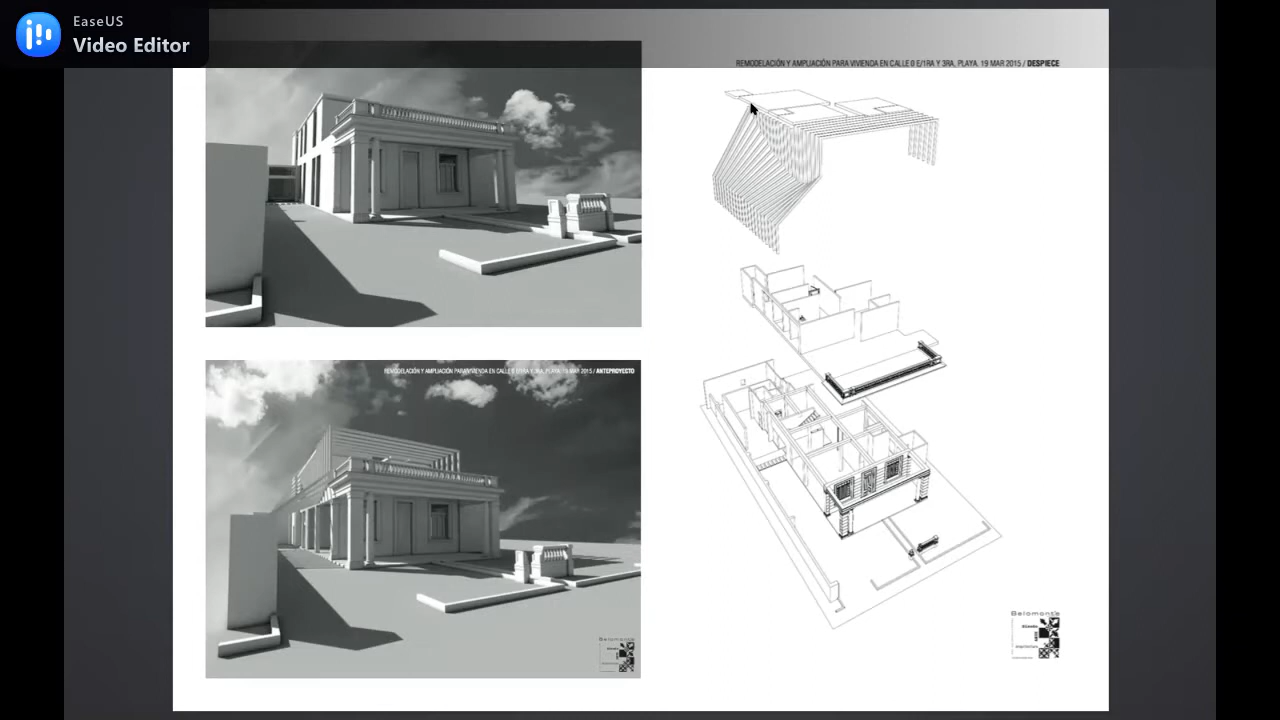 EaseUS
Video Editor
REMODELACIÓN Y AMPLIACIÓN PARA VIVIENDA EN CALLE 0 E/1RA Y 3RA, PLAYA. 19 MAR 2015 / DESPIECE
REMODELACIÓN Y AMPLIACIÓN PARA VIVIENDA EN CALLE 0 E/1RA Y 3RA, PLAYA. 19 MAR 2015 / ANTEPROYECTO
Belomonte
Belomonte